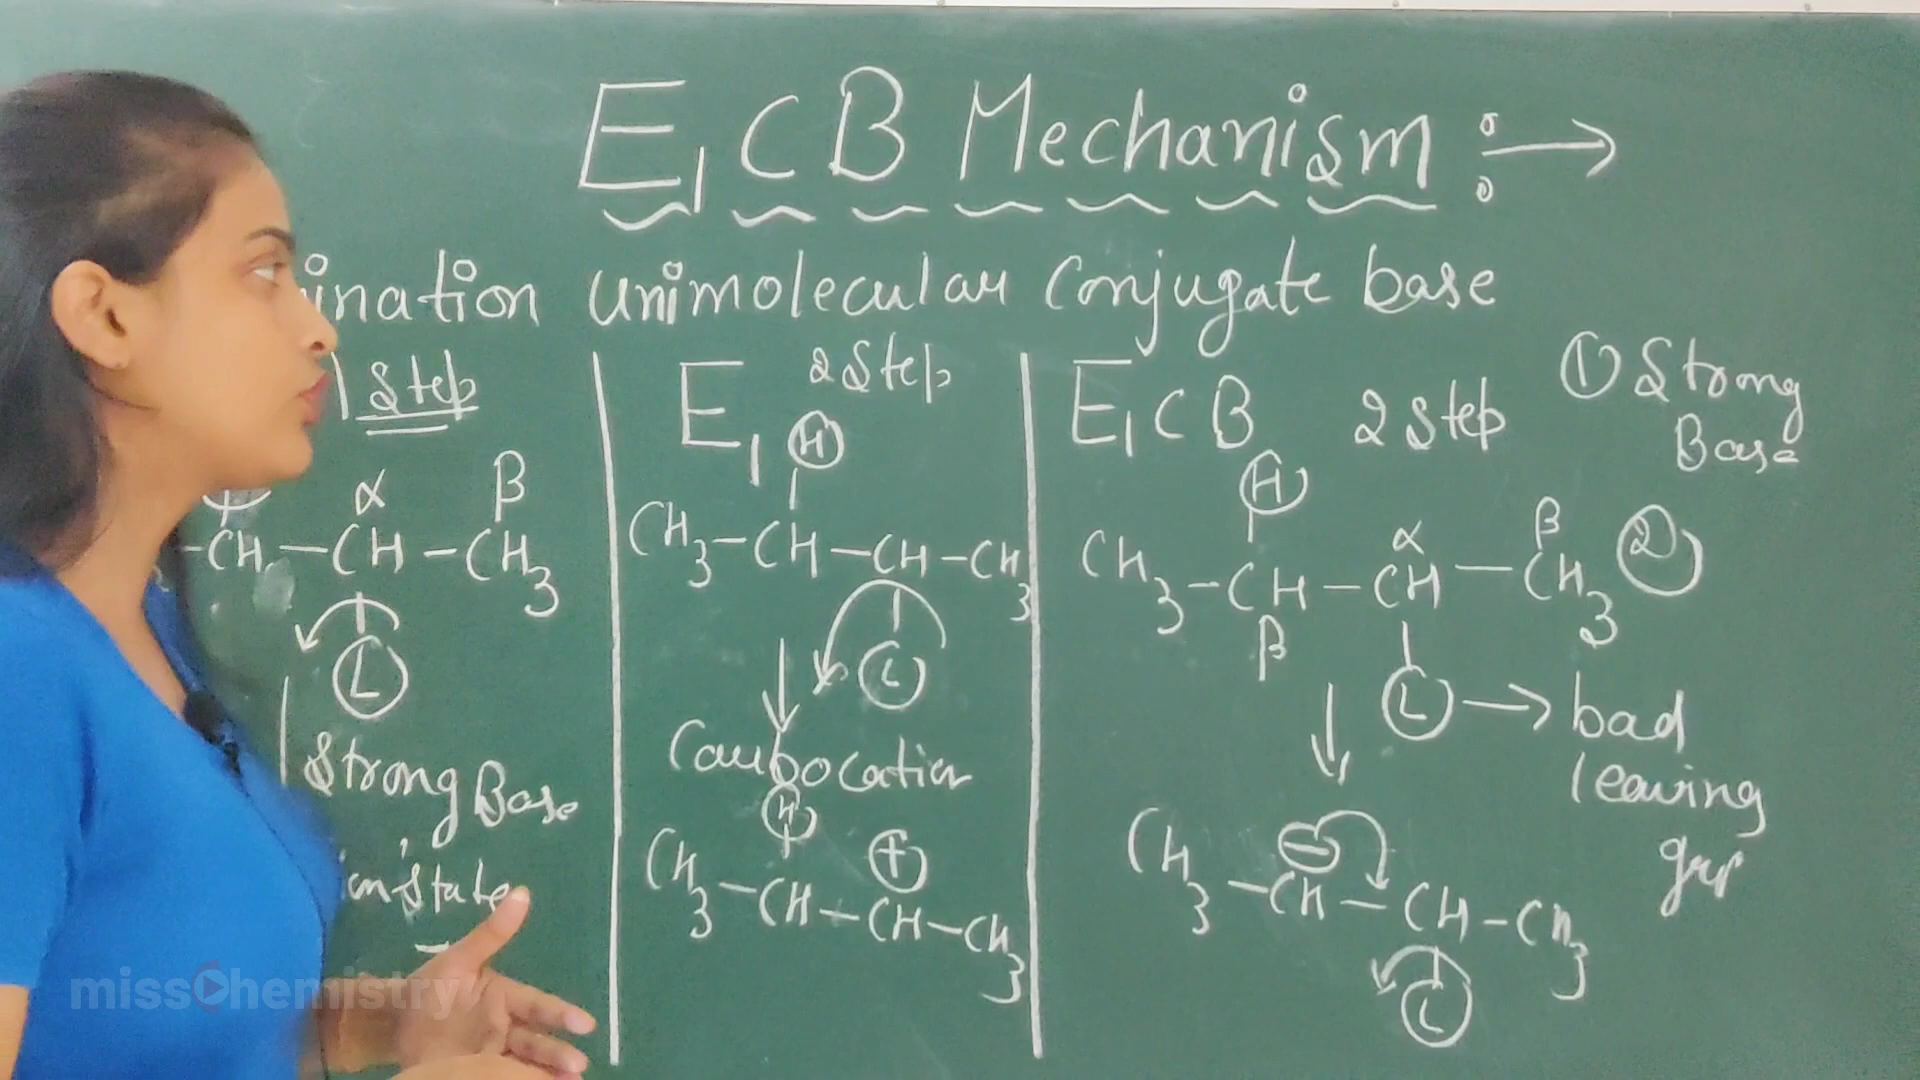 E1CB Mechanism :→
ination unimolecular Conjugate base
1 Step
α β
CH – CH – CH3
L
Strong Base
,
State
E1 2 Step
H
CH3 – CH – CH – CH3
L
Carbocation
H +
CH3 – CH – CH – CH3
E1CB 2 Step
① Strong
Base
H
α β
CH3 – CH – CH – CH3 ②
β
L → bad
leaving
grp
⊖
CH3 – CH – CH – CH3
L
missChemistry